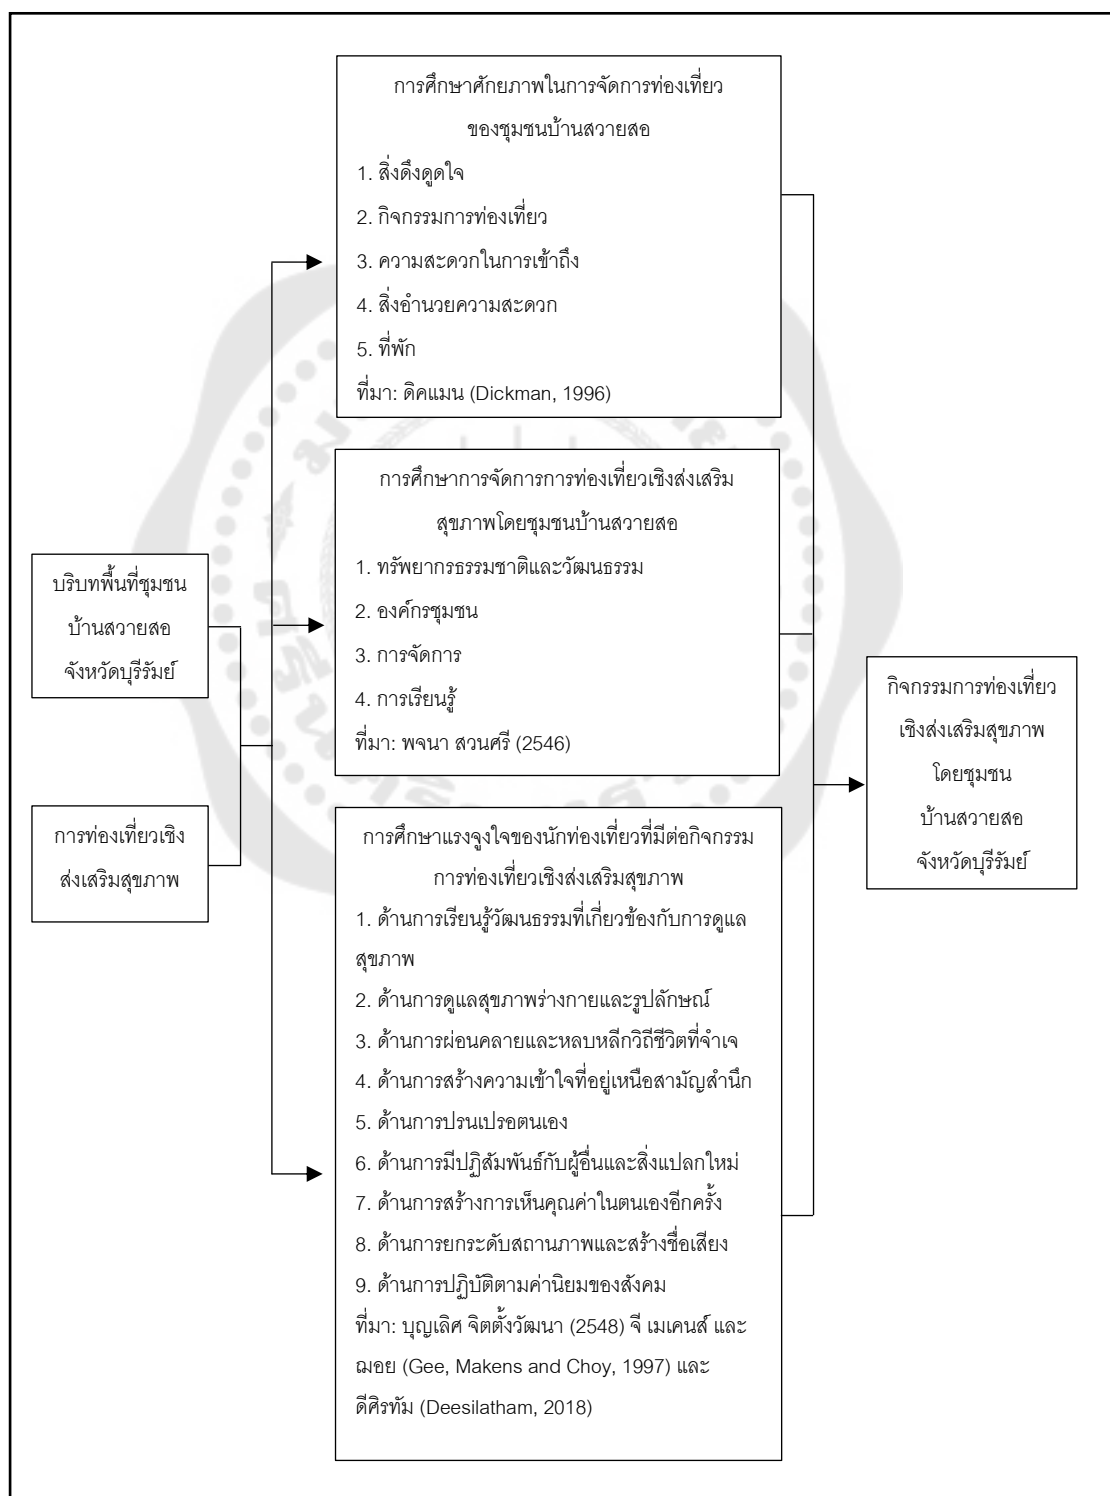 การศึกษาศักยภาพในการจัดการท่องเที่ยว
ของชุมชนบ้านสวายสอ
1. สิ่งดึงดูดใจ
2. กิจกรรมการท่องเที่ยว
3. ความสะดวกในการเข้าถึง
4. สิ่งอำนวยความสะดวก
5. ที่พัก
ที่มา: ดิคแมน (Dickman, 1996)
การศึกษาการจัดการการท่องเที่ยวเชิงส่งเสริม
สุขภาพโดยชุมชนบ้านสวายสอ
1. ทรัพยากรธรรมชาติและวัฒนธรรม
2. องค์กรชุมชน
3. การจัดการ
4. การเรียนรู้
ที่มา: พจนา สวนศรี (2546)
บริบทพื้นที่ชุมชน
บ้านสวายสอ
จังหวัดบุรีรัมย์
การท่องเที่ยวเชิง
ส่งเสริมสุขภาพ
การศึกษาแรงจูงใจของนักท่องเที่ยวที่มีต่อกิจกรรม
การท่องเที่ยวเชิงส่งเสริมสุขภาพ
1. ด้านการเรียนรู้วัฒนธรรมที่เกี่ยวข้องกับการดูแล
สุขภาพ
2. ด้านการดูแลสุขภาพร่างกายและรูปลักษณ์
3. ด้านการผ่อนคลายและหลบหลีกวิถีชีวิตที่จำเจ
4. ด้านการสร้างความเข้าใจที่อยู่เหนือสามัญสำนึก
5. ด้านการปรนเปรอตนเอง
6. ด้านการมีปฏิสัมพันธ์กับผู้อื่นและสิ่งแปลกใหม่
7. ด้านการสร้างการเห็นคุณค่าในตนเองอีกครั้ง
8. ด้านการยกระดับสถานภาพและสร้างชื่อเสียง
9. ด้านการปฏิบัติตามค่านิยมของสังคม
ที่มา: บุญเลิศ จิตตั้งวัฒนา (2548) จี เมเคนส์ และ
ฌอย (Gee, Makens and Choy, 1997) และ
ดีศิรทัม (Deesilatham, 2018)
กิจกรรมการท่องเที่ยว
เชิงส่งเสริมสุขภาพ
โดยชุมชน
บ้านสวายสอ
จังหวัดบุรีรัมย์